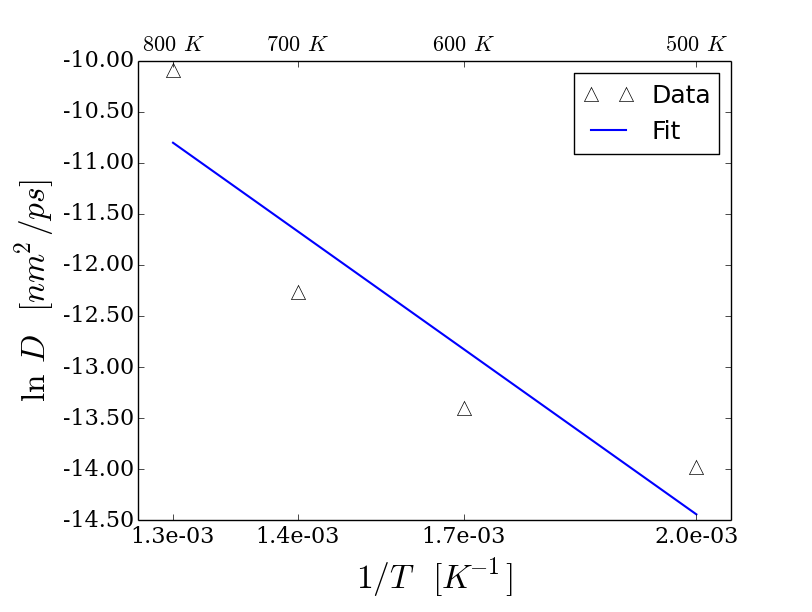 800 K 700 K 600 K 500 K
-10.00
-10.50
-11.00
-11.50
-12.00
-12.50
-13.00
-13.50
-14.00
-14.50
ln D [nm²/ps]
Data
Fit
1.3e-03 1.4e-03 1.7e-03 2.0e-03
1/T [K⁻¹]